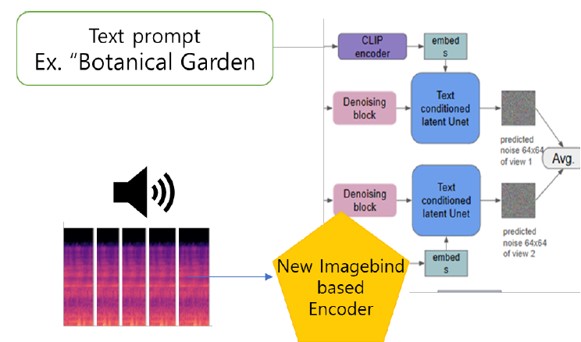 Text prompt
Ex. “Botanical Garden
CLIP
encoder
embed
s
Denoising
block
Text
conditioned
latent Unet
predicted
noise 64x64
of view 1
Avg.
Denoising
block
Text
conditioned
latent Unet
predicted
noise 64x64
of view 2
New Imagebind
based
Encoder
embed
s